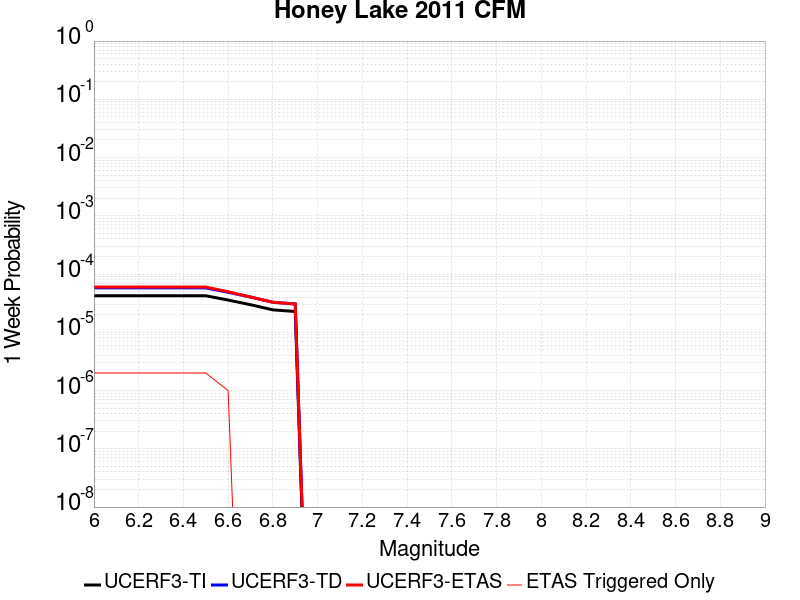 Honey Lake 2011 CFM
1 Week Probability
10^0
10^-1
10^-2
10^-3
10^-4
10^-5
10^-6
10^-7
10^-8
6 6.2 6.4 6.6 6.8 7 7.2 7.4 7.6 7.8 8 8.2 8.4 8.6 8.8 9
Magnitude
UCERF3-TI UCERF3-TD UCERF3-ETAS ETAS Triggered Only